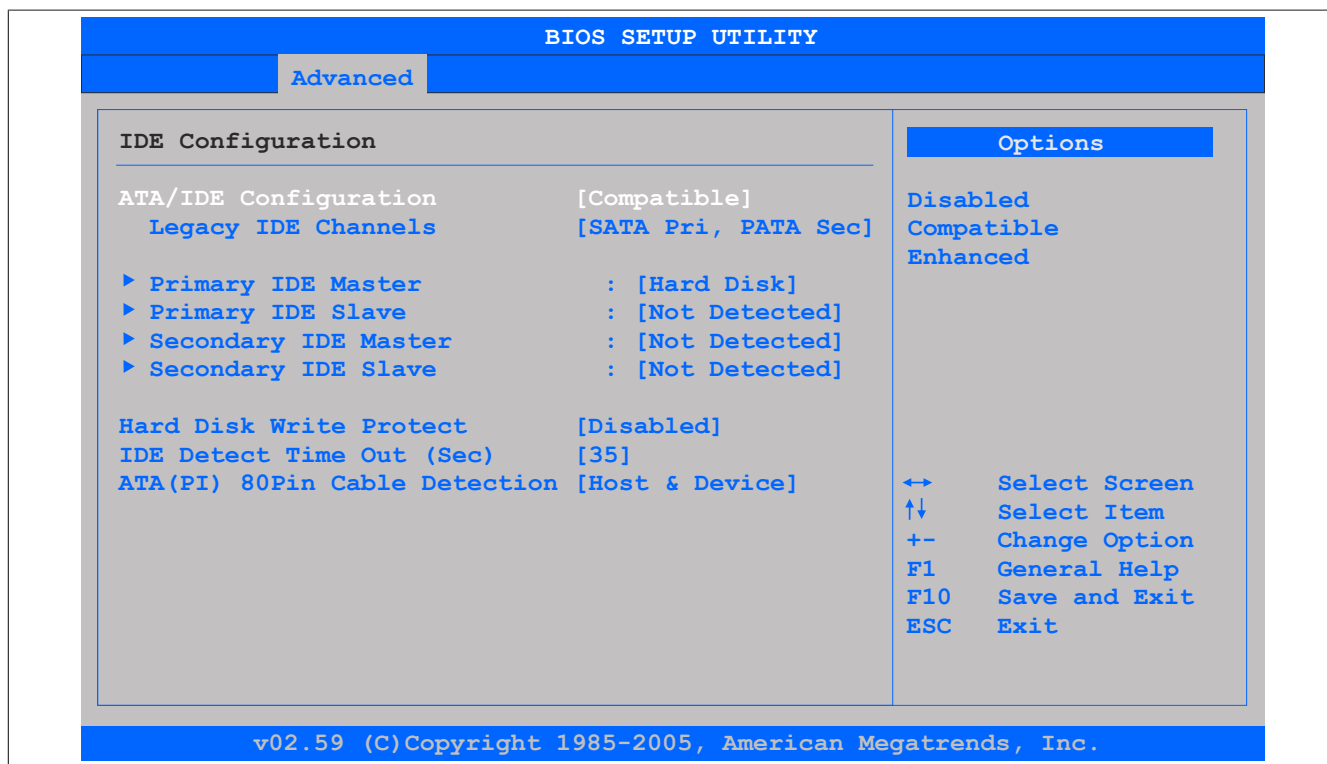 BIOS SETUP UTILITY
Advanced
IDE Configuration
ATA/IDE Configuration [Compatible]
Legacy IDE Channels [SATA Pri, PATA Sec]
Primary IDE Master : [Hard Disk]
Primary IDE Slave : [Not Detected]
Secondary IDE Master : [Not Detected]
Secondary IDE Slave : [Not Detected]
Hard Disk Write Protect [Disabled]
IDE Detect Time Out (Sec) [35]
ATA(PI) 80Pin Cable Detection [Host & Device]
Options
Disabled
Compatible
Enhanced
↔ Select Screen
↑↓ Select Item
+- Change Option
F1 General Help
F10 Save and Exit
ESC Exit
v02.59 (C)Copyright 1985-2005, American Megatrends, Inc.